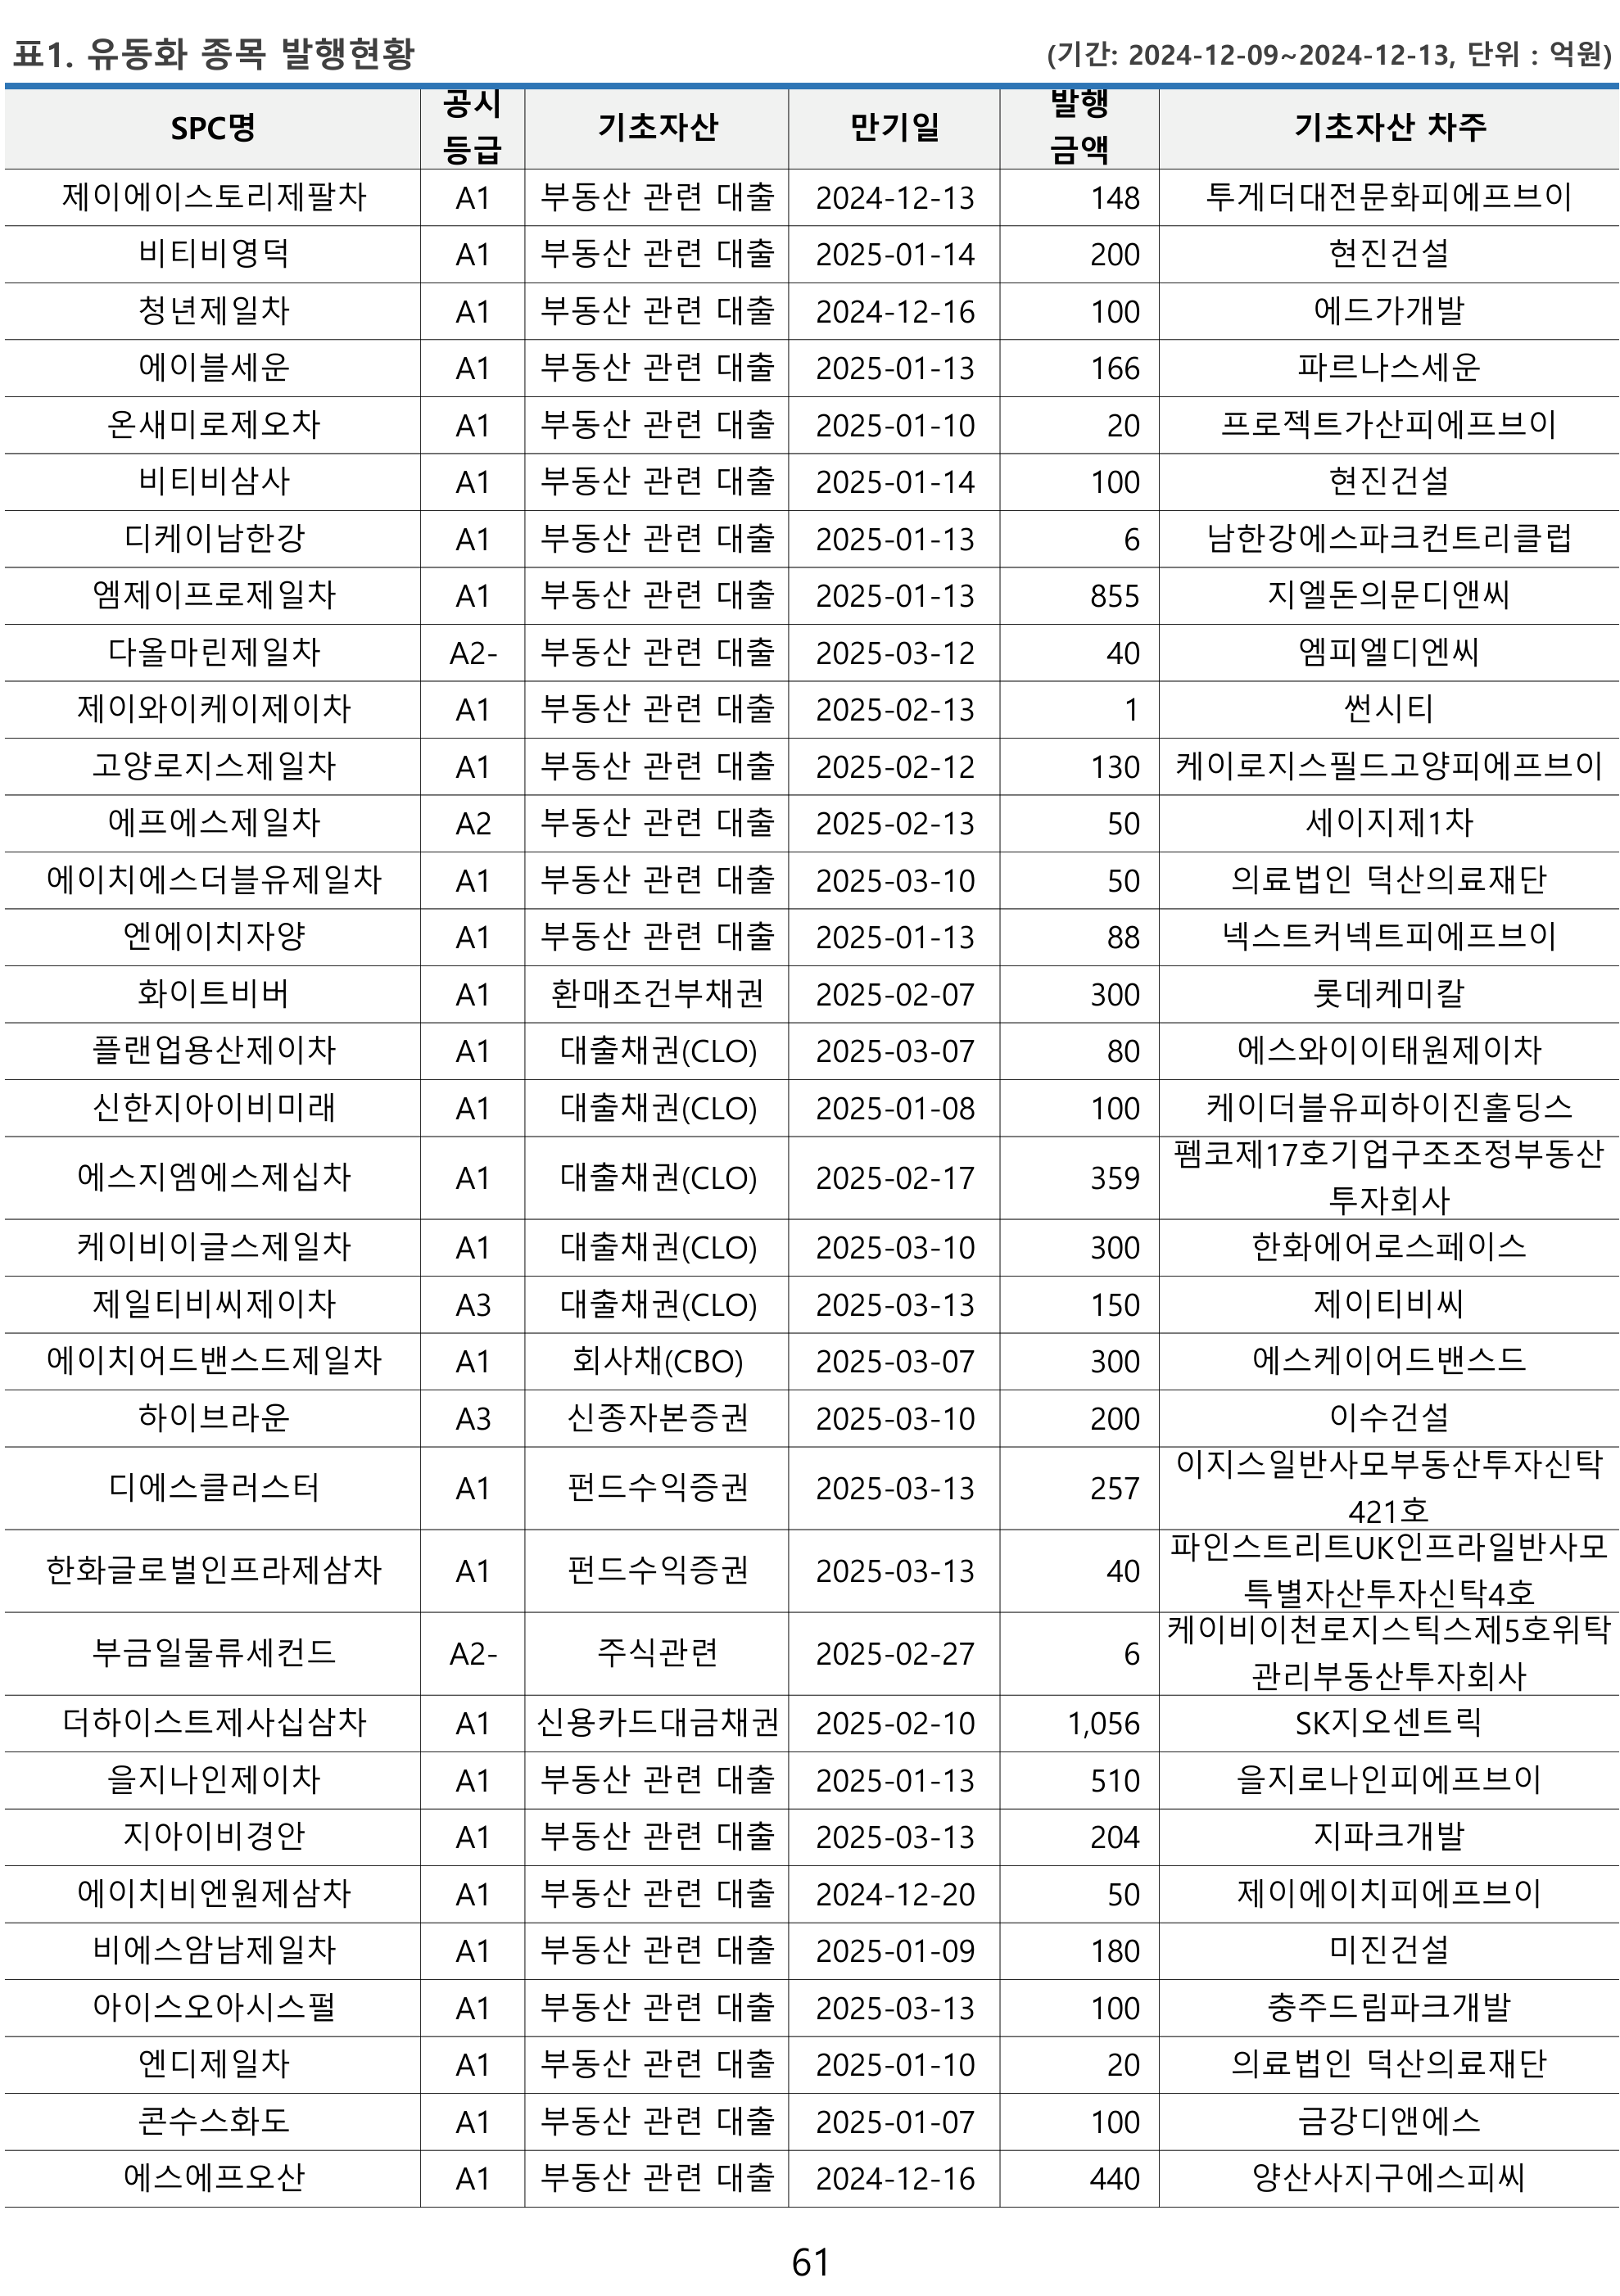 표1. 유동화 종목 발행현황 (기간: 2024-12-09~2024-12-13, 단위 : 억원)
SPC명 공시 등급 기초자산 만기일 발행 금액 기초자산 차주
제이에이스토리제팔차 A1 부동산 관련 대출 2024-12-13 148 투게더대전문화피에프브이
비티비영덕 A1 부동산 관련 대출 2025-01-14 200 현진건설
청년제일차 A1 부동산 관련 대출 2024-12-16 100 에드가개발
에이블세운 A1 부동산 관련 대출 2025-01-13 166 파르나스세운
온새미로제오차 A1 부동산 관련 대출 2025-01-10 20 프로젝트가산피에프브이
비티비삼사 A1 부동산 관련 대출 2025-01-14 100 현진건설
디케이남한강 A1 부동산 관련 대출 2025-01-13 6 남한강에스파크컨트리클럽
엠제이프로제일차 A1 부동산 관련 대출 2025-01-13 855 지엘돈의문디앤씨
다올마린제일차 A2- 부동산 관련 대출 2025-03-12 40 엠피엘디엔씨
제이와이케이제이차 A1 부동산 관련 대출 2025-02-13 1 썬시티
고양로지스제일차 A1 부동산 관련 대출 2025-02-12 130 케이로지스필드고양피에프브이
에프에스제일차 A2 부동산 관련 대출 2025-02-13 50 세이지제1차
에이치에스더블유제일차 A1 부동산 관련 대출 2025-03-10 50 의료법인 덕산의료재단
엔에이치자양 A1 부동산 관련 대출 2025-01-13 88 넥스트커넥트피에프브이
화이트비버 A1 환매조건부채권 2025-02-07 300 롯데케미칼
플랜업용산제이차 A1 대출채권(CLO) 2025-03-07 80 에스와이이태원제이차
신한지아이비미래 A1 대출채권(CLO) 2025-01-08 100 케이더블유피하이진홀딩스
에스지엠에스제십차 A1 대출채권(CLO) 2025-02-17 359 펨코제17호기업구조조정부동산
투자회사
케이비이글스제일차 A1 대출채권(CLO) 2025-03-10 300 한화에어로스페이스
제일티비씨제이차 A3 대출채권(CLO) 2025-03-13 150 제이티비씨
에이치어드밴스드제일차 A1 회사채(CBO) 2025-03-07 300 에스케이어드밴스드
하이브라운 A3 신종자본증권 2025-03-10 200 이수건설
디에스클러스터 A1 펀드수익증권 2025-03-13 257 이지스일반사모부동산투자신탁
421호
한화글로벌인프라제삼차 A1 펀드수익증권 2025-03-13 40 파인스트리트UK인프라일반사모
특별자산투자신탁4호
부금일물류세컨드 A2- 주식관련 2025-02-27 6 케이비이천로지스틱스제5호위탁
관리부동산투자회사
더하이스트제사십삼차 A1 신용카드대금채권 2025-02-10 1,056 SK지오센트릭
을지나인제이차 A1 부동산 관련 대출 2025-01-13 510 을지로나인피에프브이
지아이비경안 A1 부동산 관련 대출 2025-03-13 204 지파크개발
에이치비엔원제삼차 A1 부동산 관련 대출 2024-12-20 50 제이에이치피에프브이
비에스암남제일차 A1 부동산 관련 대출 2025-01-09 180 미진건설
아이스오아시스펄 A1 부동산 관련 대출 2025-03-13 100 충주드림파크개발
엔디제일차 A1 부동산 관련 대출 2025-01-10 20 의료법인 덕산의료재단
콘수스화도 A1 부동산 관련 대출 2025-01-07 100 금강디앤에스
에스에프오산 A1 부동산 관련 대출 2024-12-16 440 양산사지구에스피씨
61